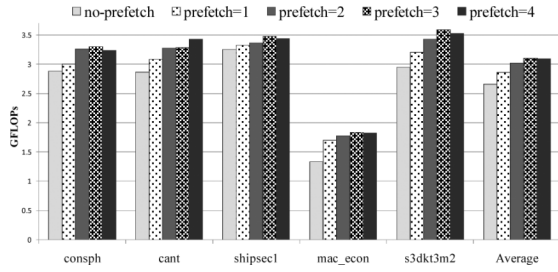 no-prefetch prefetch=1 prefetch=2 prefetch=3 prefetch=4
3.5
3
2.5
2
1.5
1
0.5
0
GFLOPs
consph cant shipsec1 mac_econ s3dkt3m2 Average